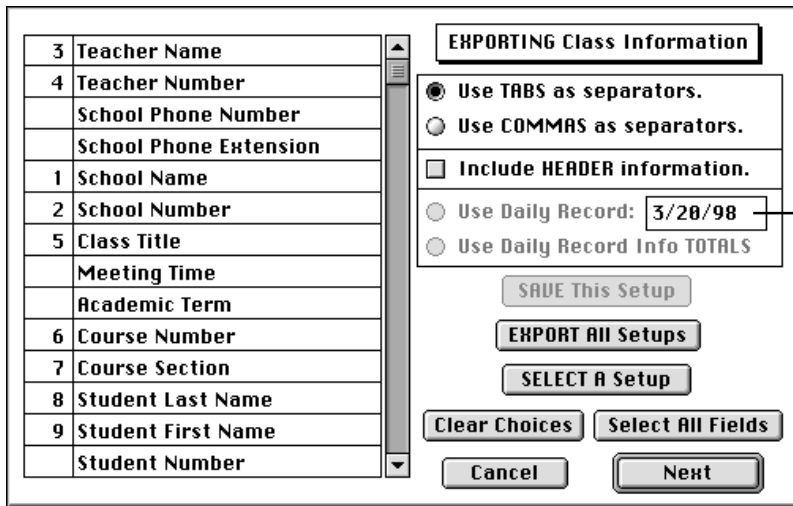 3 Teacher Name
4 Teacher Number
School Phone Number
School Phone Extension
1 School Name
2 School Number
5 Class Title
Meeting Time
Academic Term
6 Course Number
7 Course Section
8 Student Last Name
9 Student First Name
Student Number
EXPORTING Class Information
Use TABS as separators.
Use COMMAS as separators.
Include HEADER information.
Use Daily Record: 3/20/98
Use Daily Record Info TOTALS
SAVE This Setup
EXPORT All Setups
SELECT A Setup
Clear Choices Select All Fields
Cancel Next